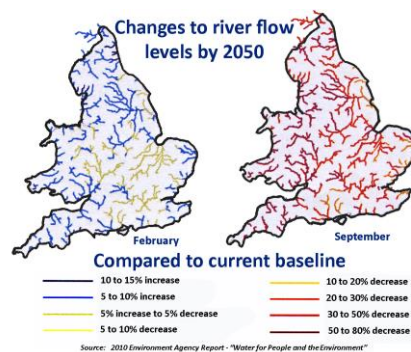 Changes to river flow
levels by 2050
February
September
Compared to current baseline
10 to 15% increase
5 to 10% increase
5% increase to 5% decrease
5 to 10% decrease
10 to 20% decrease
20 to 30% decrease
30 to 50% decrease
50 to 80% decrease
Source: 2010 Environment Agency Report - "Water for People and the Environment"